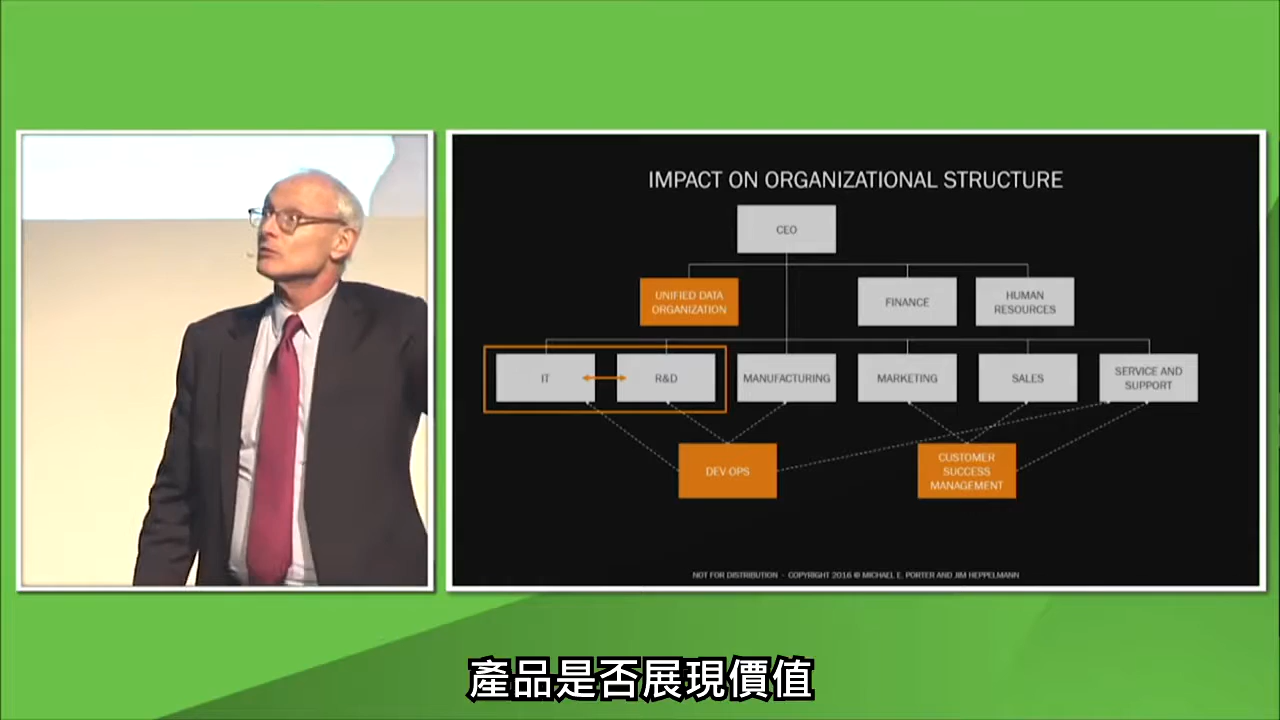 IMPACT ON ORGANIZATIONAL STRUCTURE
CEO
UNIFIED DATA
ORGANIZATION
FINANCE
HUMAN
RESOURCES
IT
R&D
MANUFACTURING
MARKETING
SALES
SERVICE AND
SUPPORT
DEV OPS
CUSTOMER
SUCCESS
MANAGEMENT
NOT FOR DISTRIBUTION - COPYRIGHT 2016 © MICHAEL E. PORTER AND JIM HEPPELMANN
產品是否展現價值